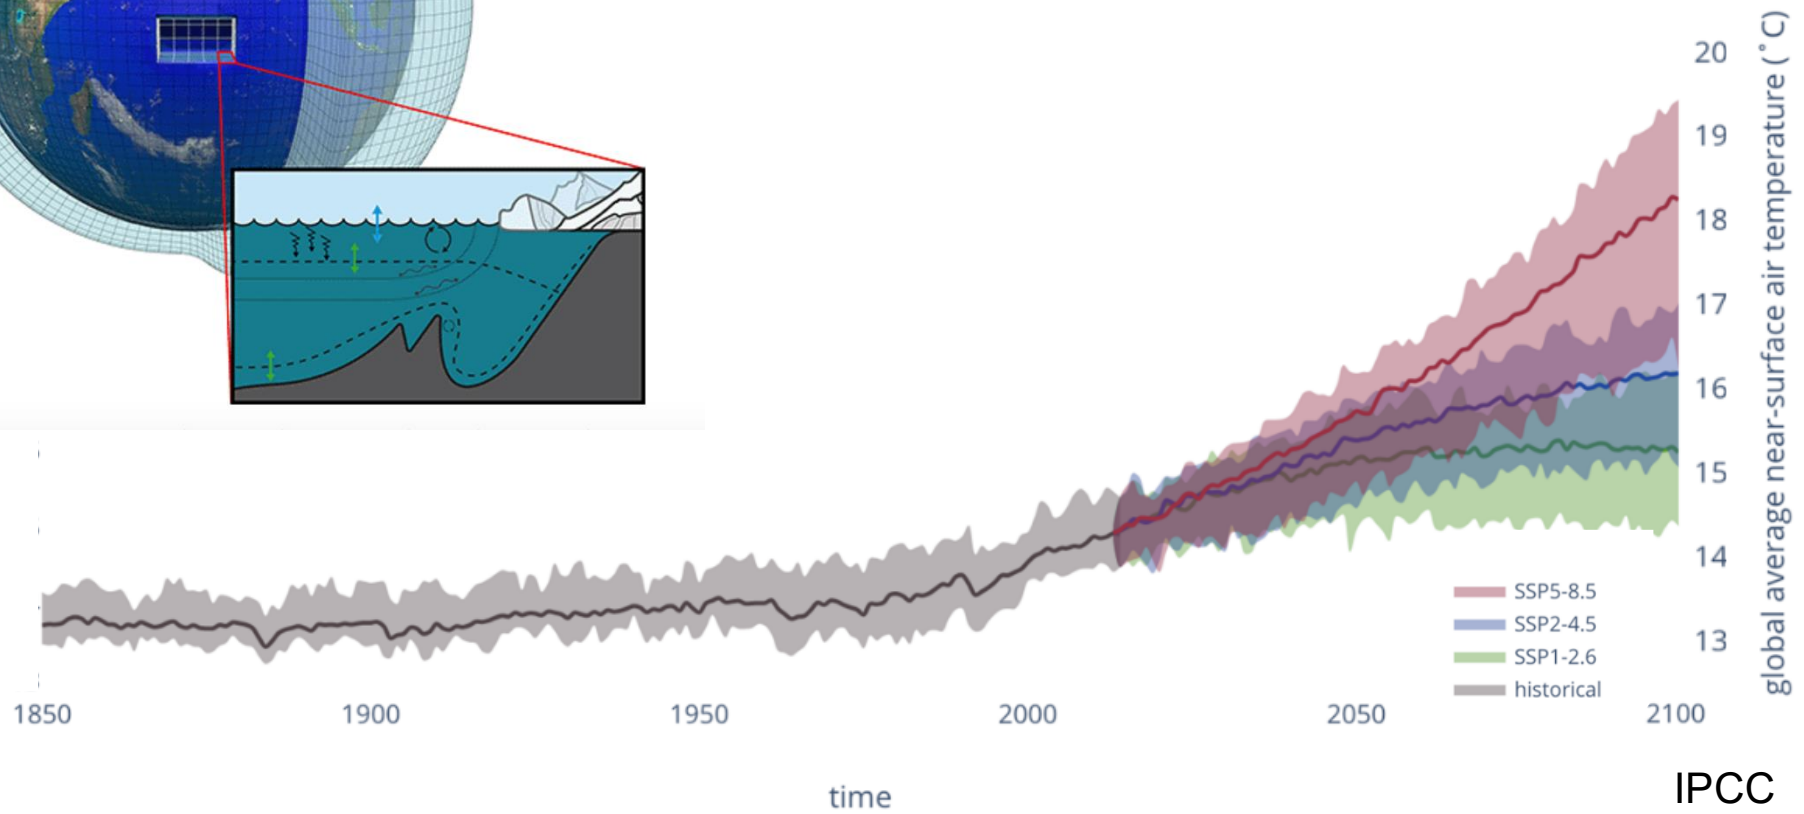 20
19
18
17
16
15
14
13
global average near-surface air temperature (°C)
SSP5-8.5
SSP2-4.5
SSP1-2.6
historical
1850 1900 1950 2000 2050 2100
time
IPCC